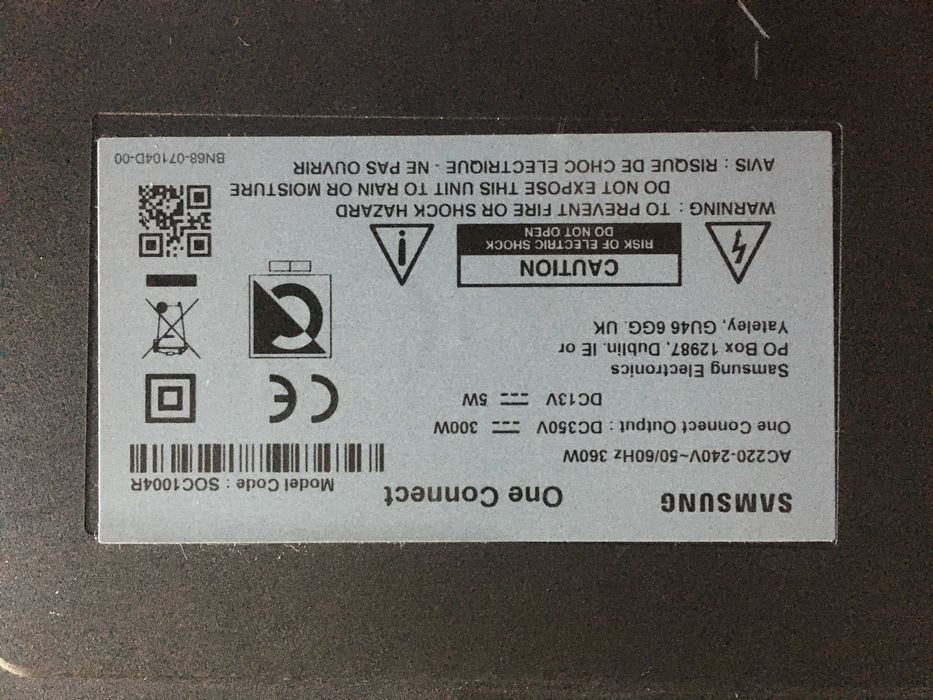 SAMSUNG
One Connect
Model Code : SOC1004R
AC220-240V~50/60Hz 360W
One Connect Output : DC350V ⎓ 300W
DC13V ⎓ 5W
Samsung Electronics
PO Box 12987, Dublin. IE or
Yateley, GU46 6GG. UK
CE
CAUTION
RISK OF ELECTRIC SHOCK
DO NOT OPEN
WARNING : TO PREVENT FIRE OR SHOCK HAZARD
DO NOT EXPOSE THIS UNIT TO RAIN OR MOISTURE
AVIS : RISQUE DE CHOC ELECTRIQUE - NE PAS OUVRIR
BN68-07104D-00